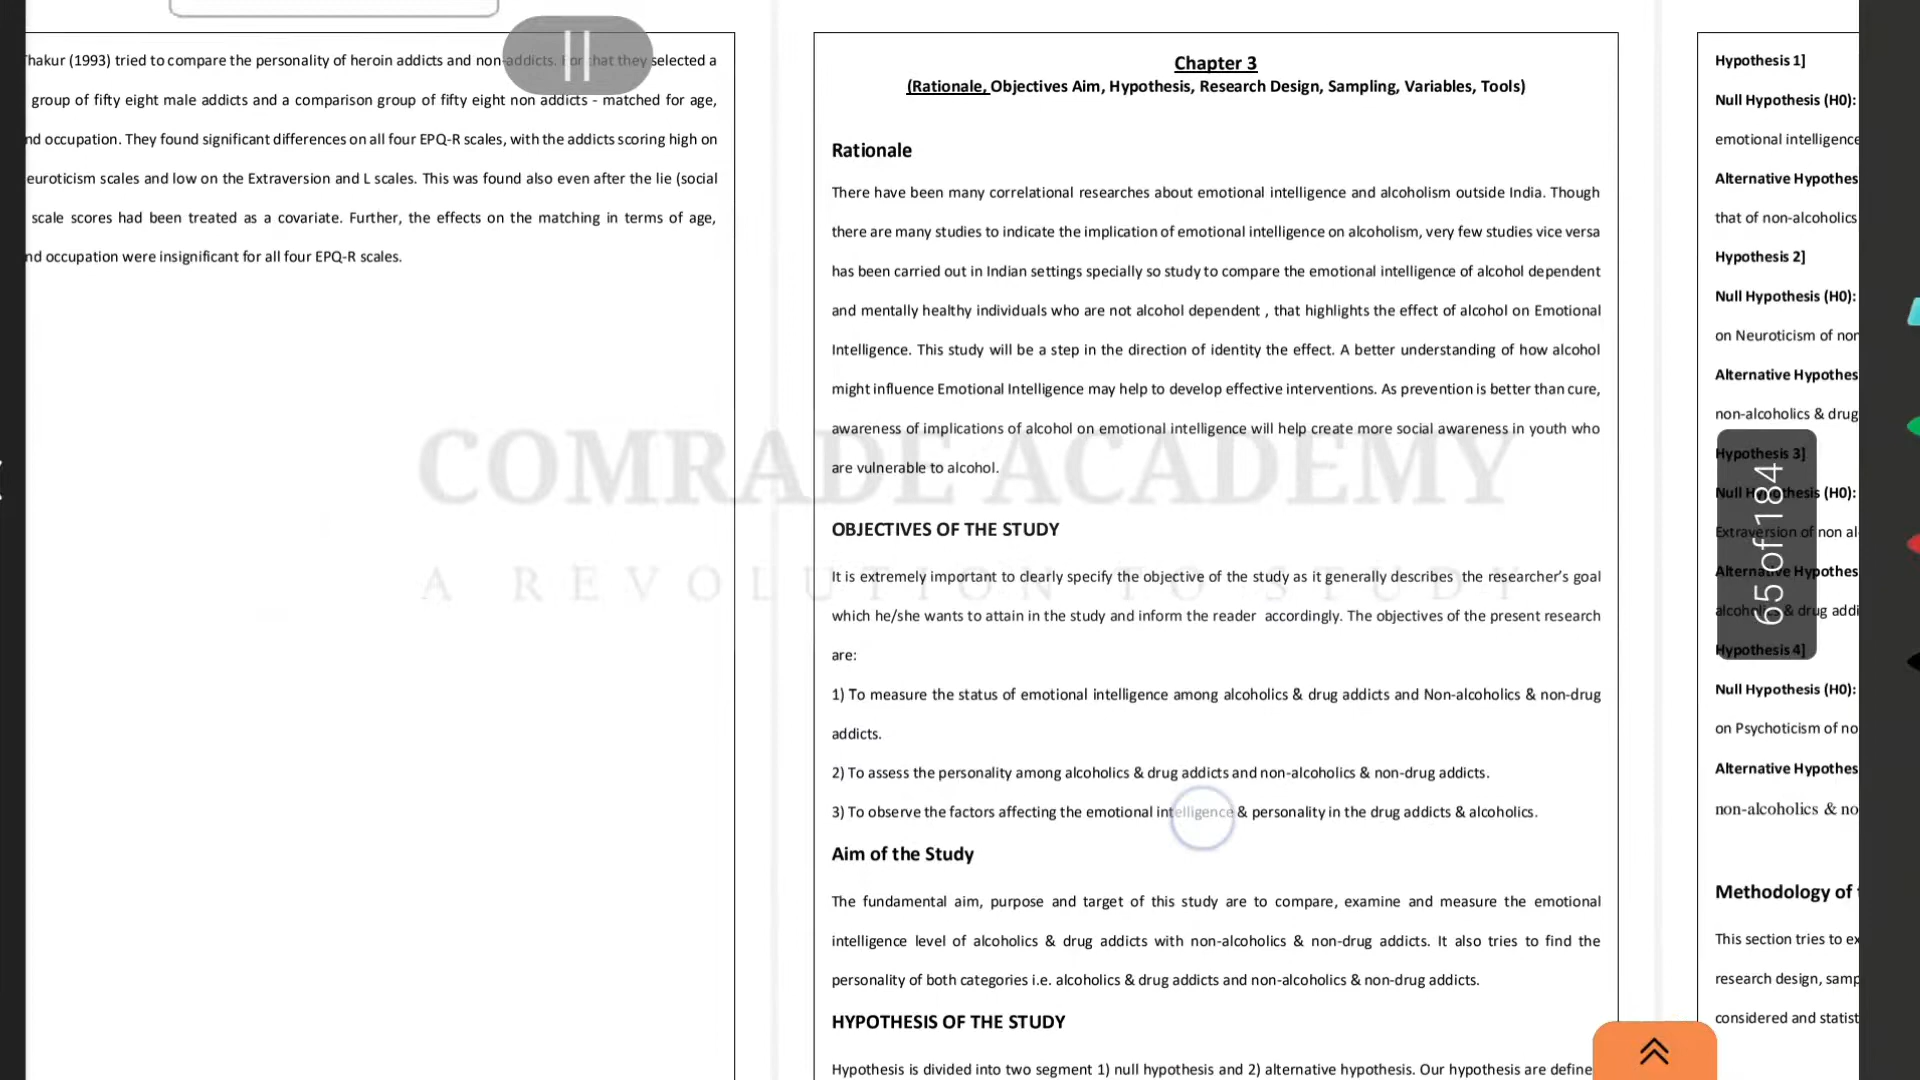 hakur (1993) tried to compare the personality of heroin addicts and non-addicts. For that they selected a
group of fifty eight male addicts and a comparison group of fifty eight non addicts - matched for age,
nd occupation. They found significant differences on all four EPQ-R scales, with the addicts scoring high on
euroticism scales and low on the Extraversion and L scales. This was found also even after the lie (social
scale scores had been treated as a covariate. Further, the effects on the matching in terms of age,
nd occupation were insignificant for all four EPQ-R scales.
Chapter 3
(Rationale, Objectives Aim, Hypothesis, Research Design, Sampling, Variables, Tools)
Rationale
There have been many correlational researches about emotional intelligence and alcoholism outside India. Though
there are many studies to indicate the implication of emotional intelligence on alcoholism, very few studies vice versa
has been carried out in Indian settings specially so study to compare the emotional intelligence of alcohol dependent
and mentally healthy individuals who are not alcohol dependent , that highlights the effect of alcohol on Emotional
Intelligence. This study will be a step in the direction of identity the effect. A better understanding of how alcohol
might influence Emotional Intelligence may help to develop effective interventions. As prevention is better than cure,
awareness of implications of alcohol on emotional intelligence will help create more social awareness in youth who
are vulnerable to alcohol.
COMRADE ACADEMY
A REVOLUTION TO STUDY
OBJECTIVES OF THE STUDY
It is extremely important to clearly specify the objective of the study as it generally describes the researcher's goal
which he/she wants to attain in the study and inform the reader accordingly. The objectives of the present research
are:
1) To measure the status of emotional intelligence among alcoholics & drug addicts and Non-alcoholics & non-drug
addicts.
2) To assess the personality among alcoholics & drug addicts and non-alcoholics & non-drug addicts.
3) To observe the factors affecting the emotional intelligence & personality in the drug addicts & alcoholics.
Aim of the Study
The fundamental aim, purpose and target of this study are to compare, examine and measure the emotional
intelligence level of alcoholics & drug addicts with non-alcoholics & non-drug addicts. It also tries to find the
personality of both categories i.e. alcoholics & drug addicts and non-alcoholics & non-drug addicts.
HYPOTHESIS OF THE STUDY
Hypothesis is divided into two segment 1) null hypothesis and 2) alternative hypothesis. Our hypothesis are define
Hypothesis 1]
Null Hypothesis (H0):
emotional intelligence
Alternative Hypothes
that of non-alcoholics
Hypothesis 2]
Null Hypothesis (H0):
on Neuroticism of non
Alternative Hypothes
non-alcoholics & drug
Hypothesis 3]
Null Hypothesis (H0):
Extraversion of non al
Alternative Hypothes
alcoholics & drug addi
Hypothesis 4]
Null Hypothesis (H0):
on Psychoticism of no
Alternative Hypothes
non-alcoholics & no
Methodology of
This section tries to ex
research design, samp
considered and statist
65 of 184